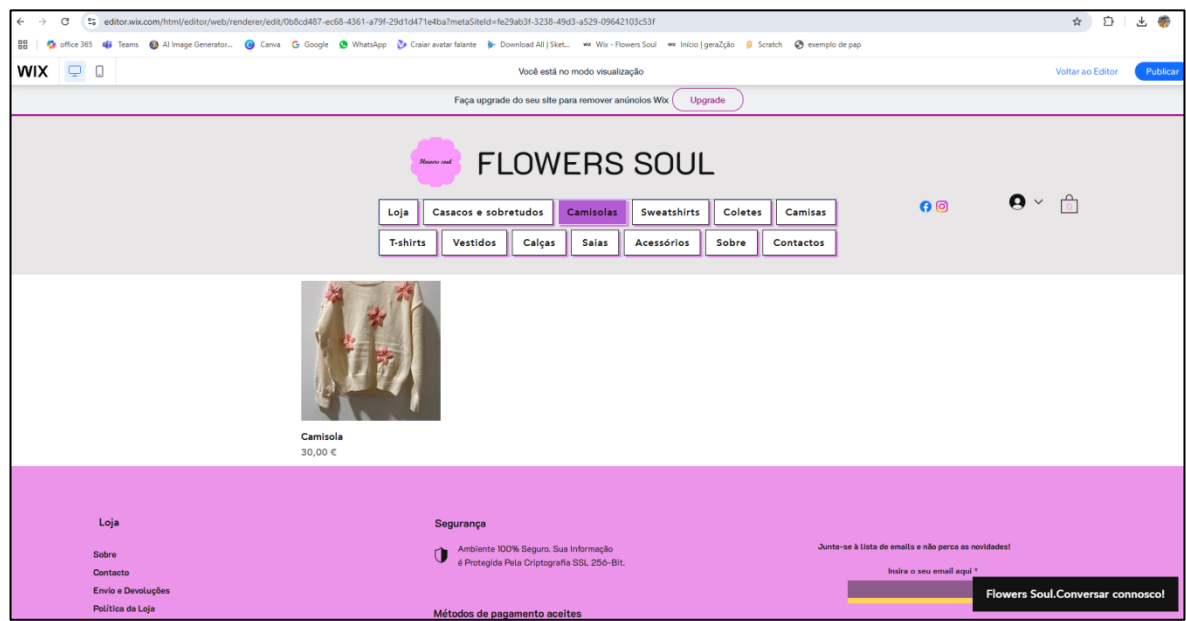 editor.wix.com/html/editor/web/renderer/edit/0b8cd487-ec68-4361-a79f-29d1d471e4ba?metaSiteId=fe29ab3f-3238-49d3-a529-09642103c53f
office 365 Teams AI Image Generator... Canva Google WhatsApp Craiar avatar falante Download All | Sket... Wix - Flowers Soul Início | geraZção Scratch exemplo de pap
WIX Você está no modo visualização Voltar ao Editor Publicar
Faça upgrade do seu site para remover anúncios Wix Upgrade
Flowers soul FLOWERS SOUL
Loja Casacos e sobretudos Camisolas Sweatshirts Coletes Camisas
0
T-shirts Vestidos Calças Saias Acessórios Sobre Contactos
Camisola
30,00 €
Loja
Sobre
Contacto
Envio e Devoluções
Política da Loja
Segurança
Ambiente 100% Seguro. Sua Informação
é Protegida Pela Criptografia SSL 256-Bit.
Métodos de pagamento aceites
Junte-se à lista de emails e não perca as novidades!
Insira o seu email aqui *
Flowers Soul.Conversar connosco!